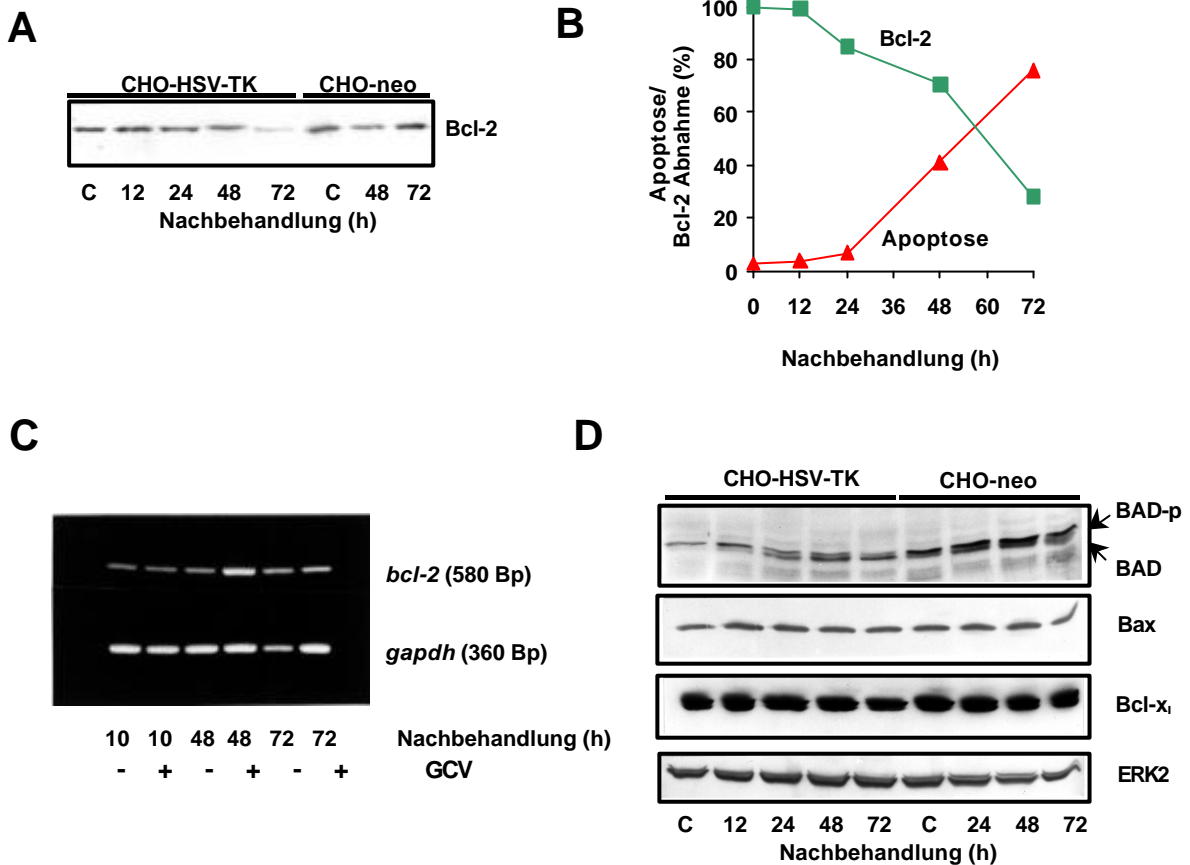 A
CHO-HSV-TK CHO-neo
Bcl-2
C 12 24 48 72 C 48 72
Nachbehandlung (h)
B
Apoptose/
Bcl-2 Abnahme (%)
100
80
60
40
20
0
Bcl-2
Apoptose
0 12 24 36 48 60 72
Nachbehandlung (h)
C
bcl-2 (580 Bp)
gapdh (360 Bp)
10 10 48 48 72 72 Nachbehandlung (h)
- + - + - + GCV
D
CHO-HSV-TK CHO-neo
BAD-p
BAD
Bax
Bcl-xl
ERK2
C 12 24 48 72 C 24 48 72
Nachbehandlung (h)